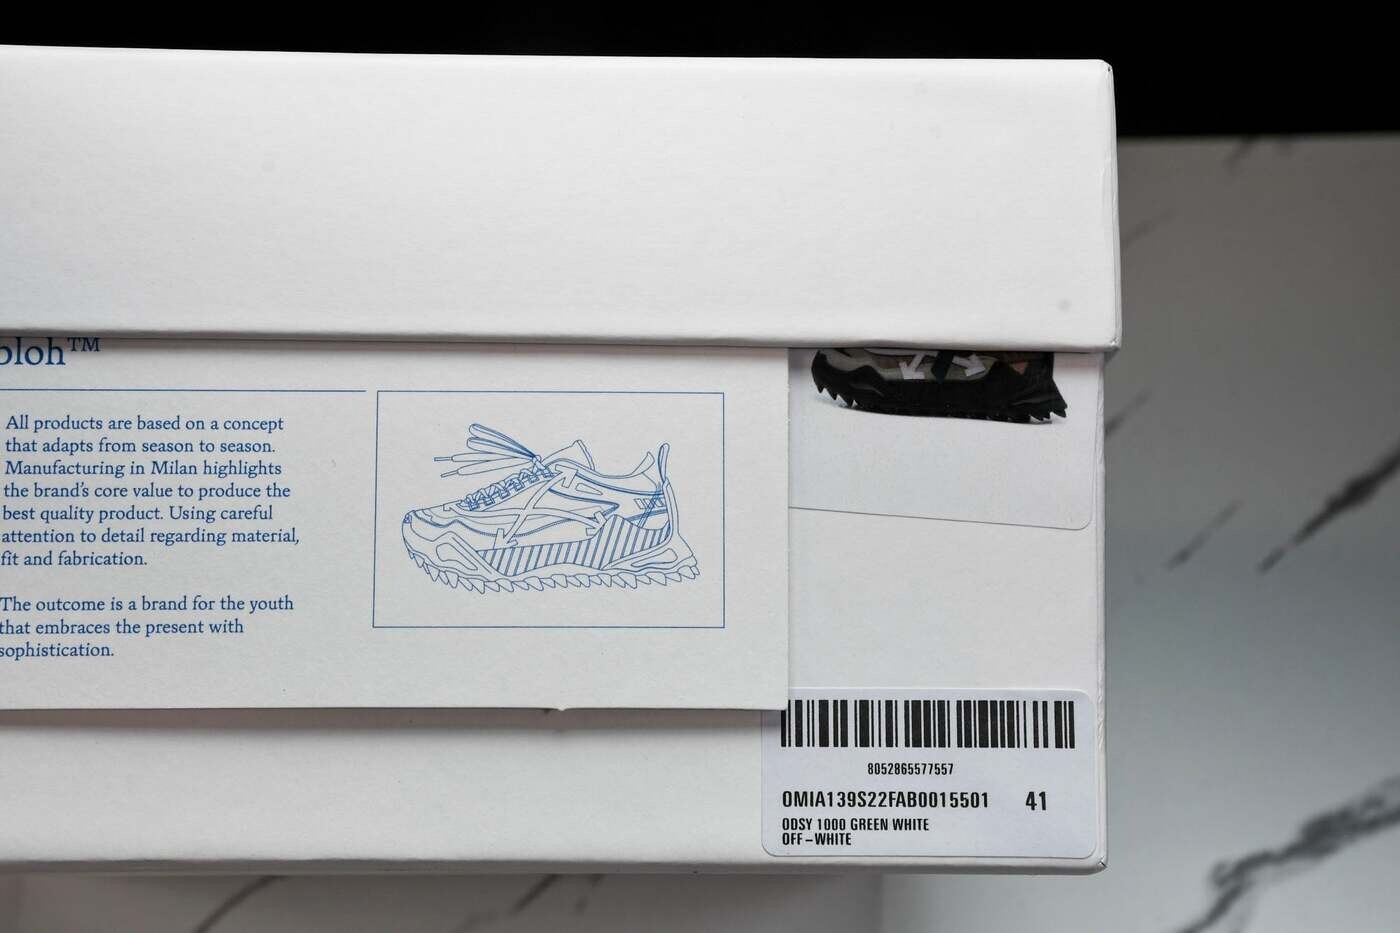 bloh™
All products are based on a concept
that adapts from season to season.
Manufacturing in Milan highlights
the brand's core value to produce the
best quality product. Using careful
attention to detail regarding material,
fit and fabrication.
The outcome is a brand for the youth
that embraces the present with
sophistication.
8052865577557
OMIA139S22FAB0015501 41
ODSY 1000 GREEN WHITE
OFF-WHITE